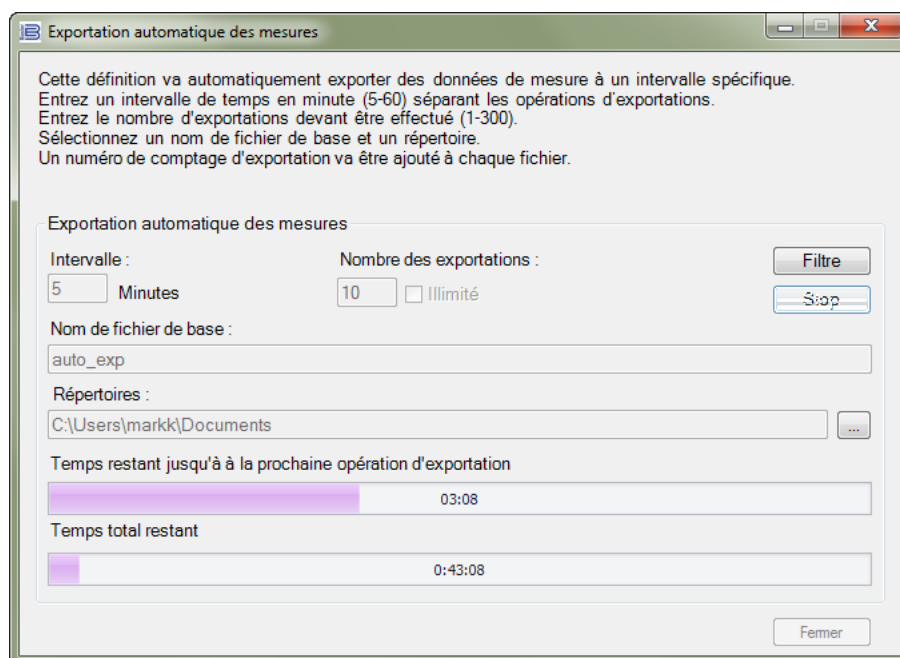 Exportation automatique des mesures
Cette définition va automatiquement exporter des données de mesure à un intervalle spécifique.
Entrez un intervalle de temps en minute (5-60) séparant les opérations d'exportations.
Entrez le nombre d'exportations devant être effectué (1-300).
Sélectionnez un nom de fichier de base et un répertoire.
Un numéro de comptage d'exportation va être ajouté à chaque fichier.
Exportation automatique des mesures
Intervalle :
Nombre des exportations :
Filtre
5 Minutes
10 Illimité
Stop
Nom de fichier de base :
auto_exp
Répertoires :
C:\Users\markk\Documents
...
Temps restant jusqu'à à la prochaine opération d'exportation
03:08
Temps total restant
0:43:08
Fermer